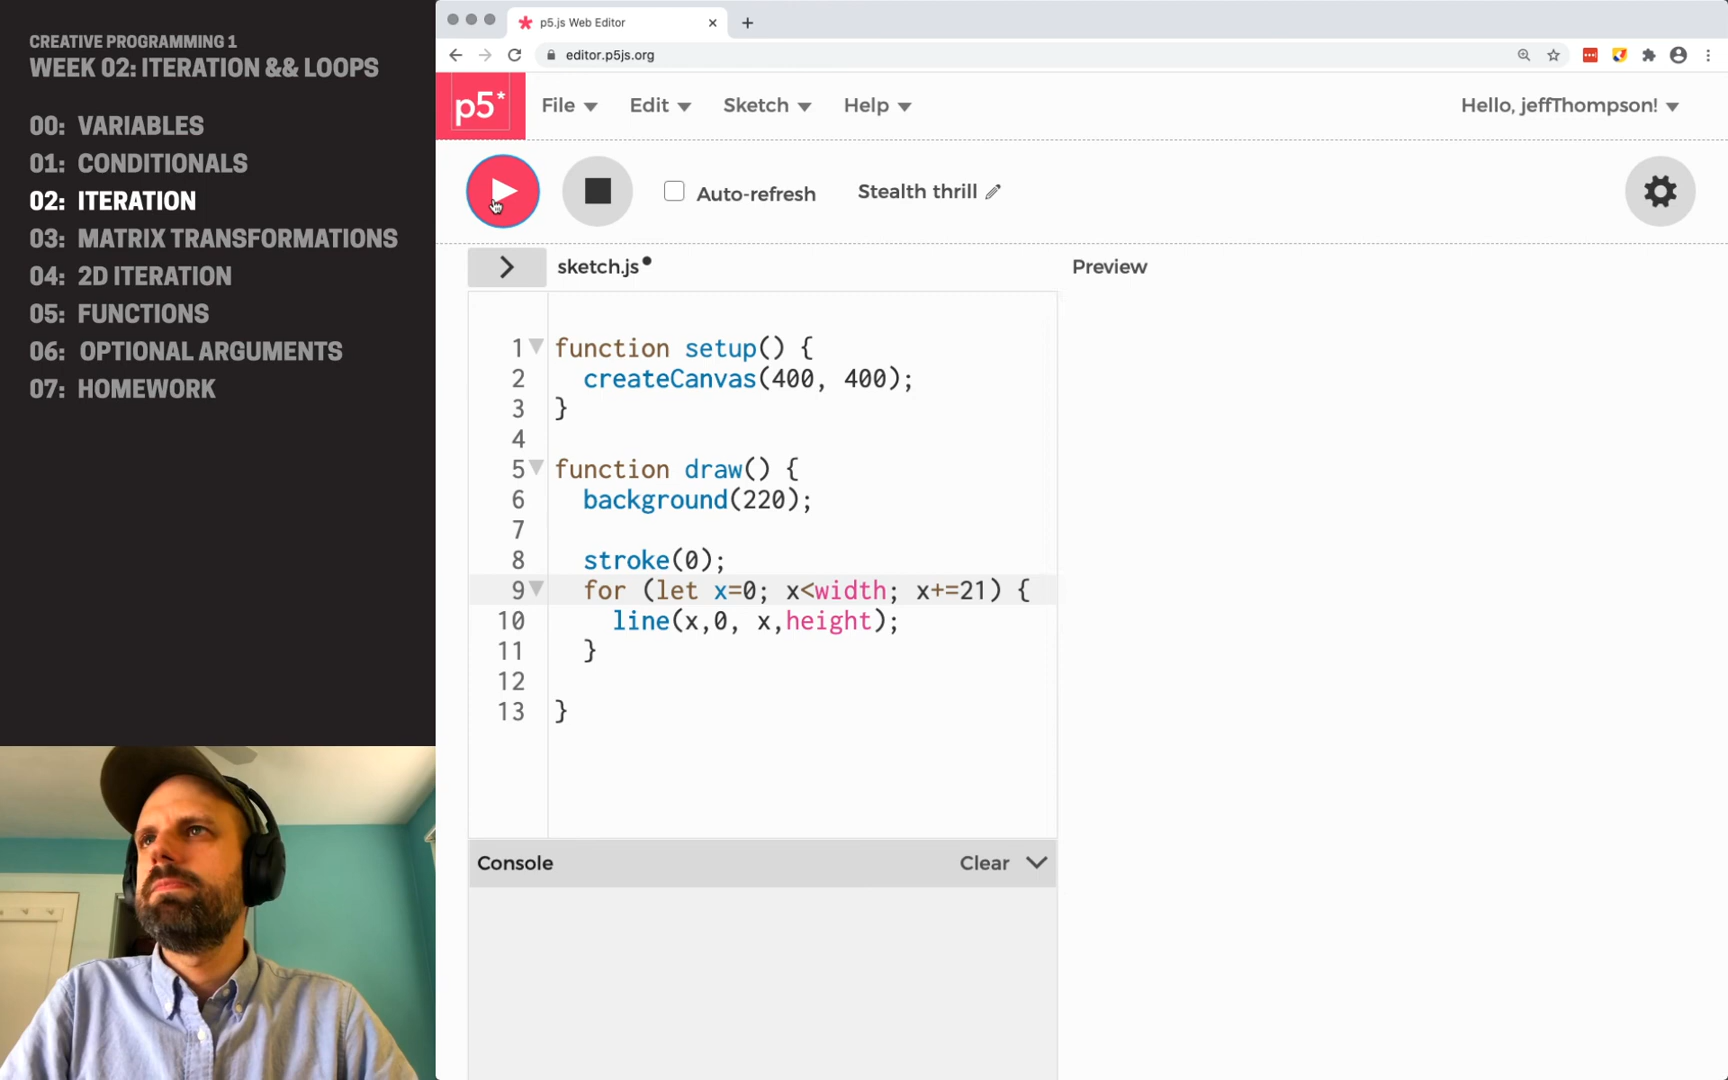 CREATIVE PROGRAMMING 1
WEEK 02: ITERATION && LOOPS
00: VARIABLES
01: CONDITIONALS
02: ITERATION
03: MATRIX TRANSFORMATIONS
04: 2D ITERATION
05: FUNCTIONS
06: OPTIONAL ARGUMENTS
07: HOMEWORK
p5.js Web Editor
editor.p5js.org
p5* File Edit Sketch Help Hello, jeffThompson!
Auto-refresh Stealth thrill
sketch.js Preview
1 function setup() {
2 createCanvas(400, 400);
3 }
4
5 function draw() {
6 background(220);
7
8 stroke(0);
9 for (let x=0; x<width; x+=21) {
10 line(x,0, x,height);
11 }
12
13 }
Console Clear